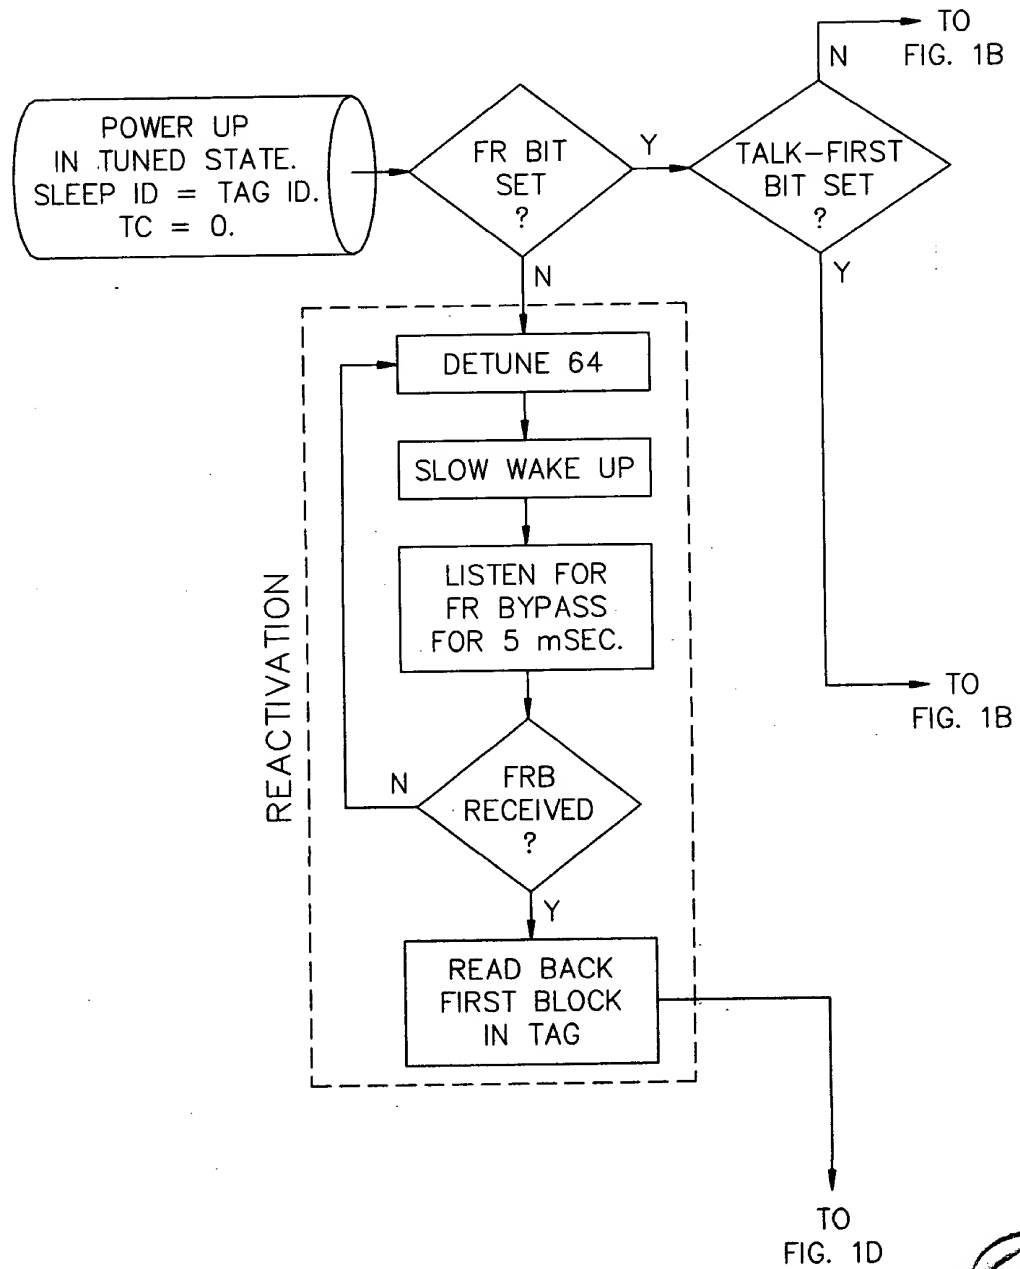 TO
FIG. 1B
N
POWER UP
IN TUNED STATE.
SLEEP ID = TAG ID.
TC = 0.
FR BIT
SET
?
Y
TALK-FIRST
BIT SET
?
Y
TO
FIG. 1B
N
DETUNE 64
SLOW WAKE UP
LISTEN FOR
FR BYPASS
FOR 5 mSEC.
REACTIVATION
N
FRB
RECEIVED
?
Y
READ BACK
FIRST BLOCK
IN TAG
TO
FIG. 1D